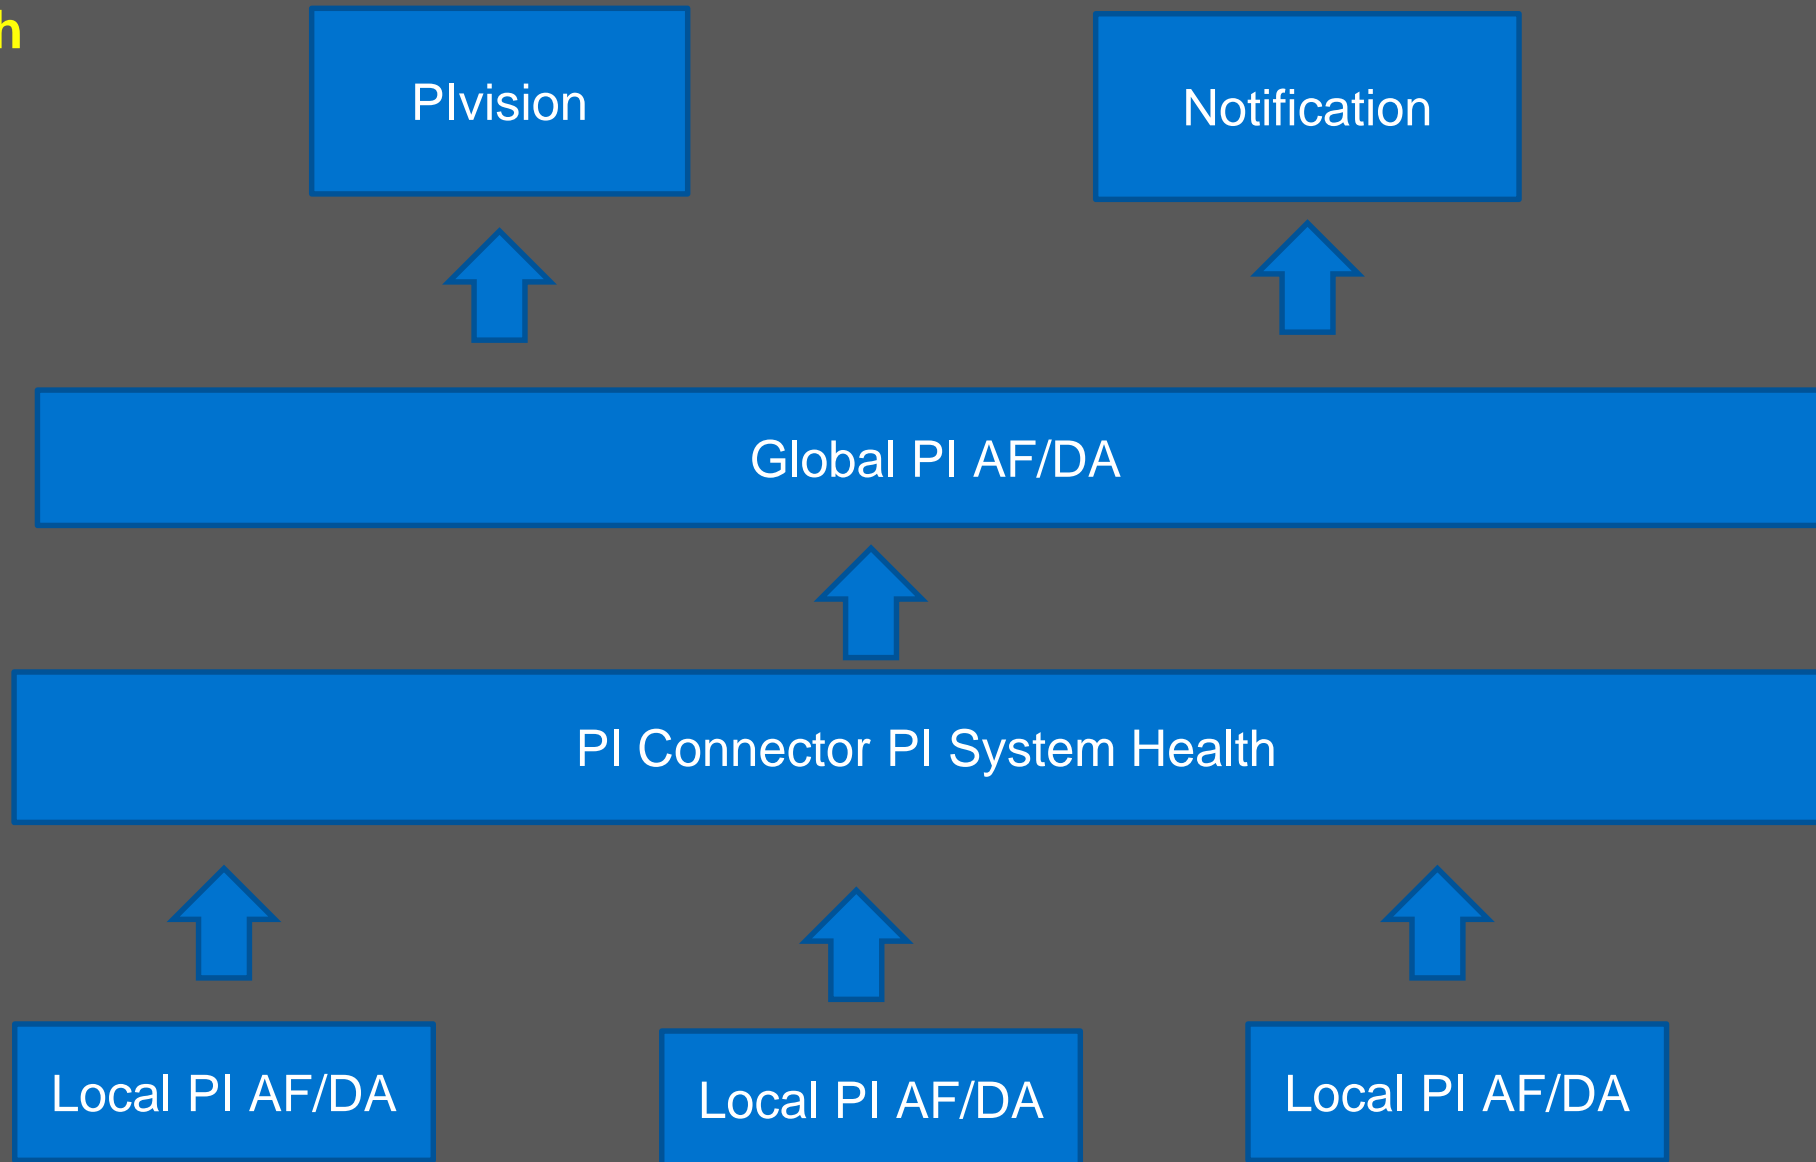 PIvision
Notification
Global PI AF/DA
PI Connector PI System Health
Local PI AF/DA
Local PI AF/DA
Local PI AF/DA